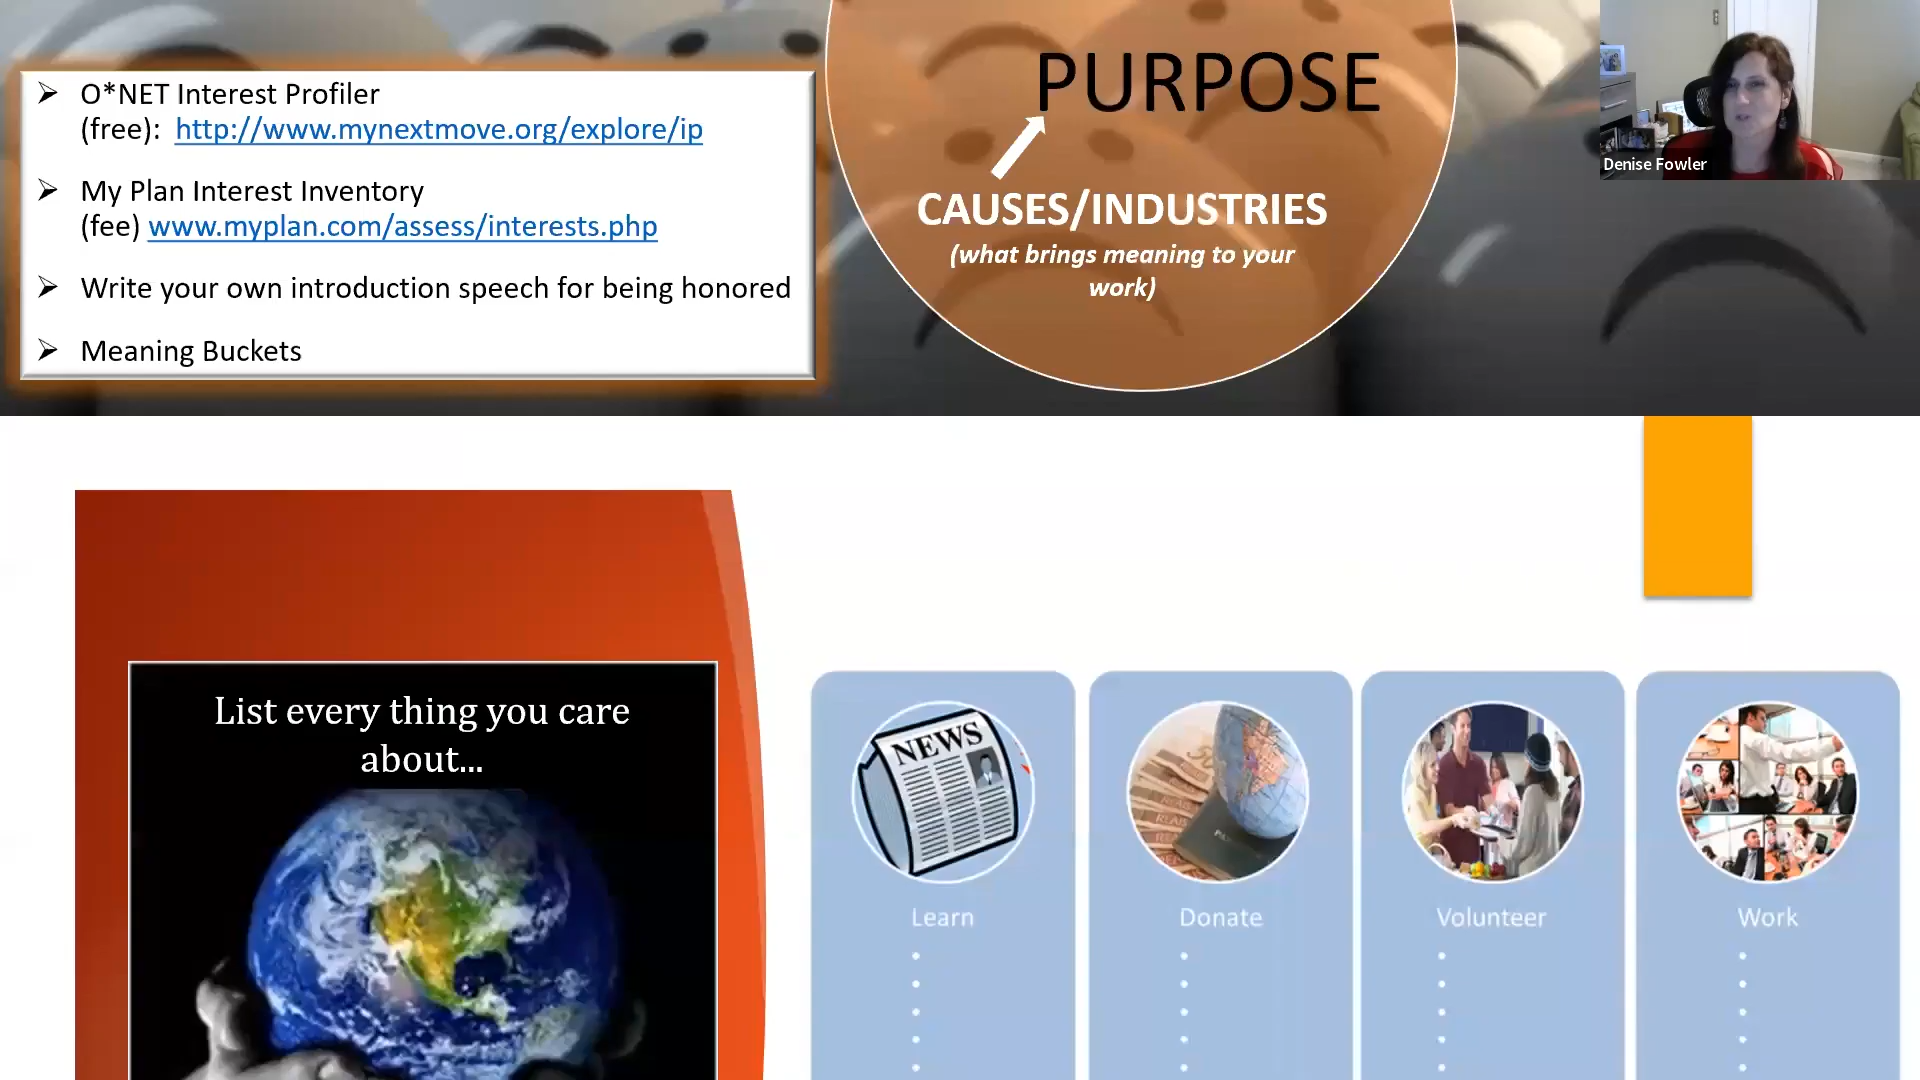 ➢ O*NET Interest Profiler
(free): http://www.mynextmove.org/explore/ip
➢ My Plan Interest Inventory
(fee) www.myplan.com/assess/interests.php
➢ Write your own introduction speech for being honored
➢ Meaning Buckets
PURPOSE
CAUSES/INDUSTRIES
(what brings meaning to your
work)
Denise Fowler
List every thing you care
about...
NEWS
Learn
Donate
Volunteer
Work